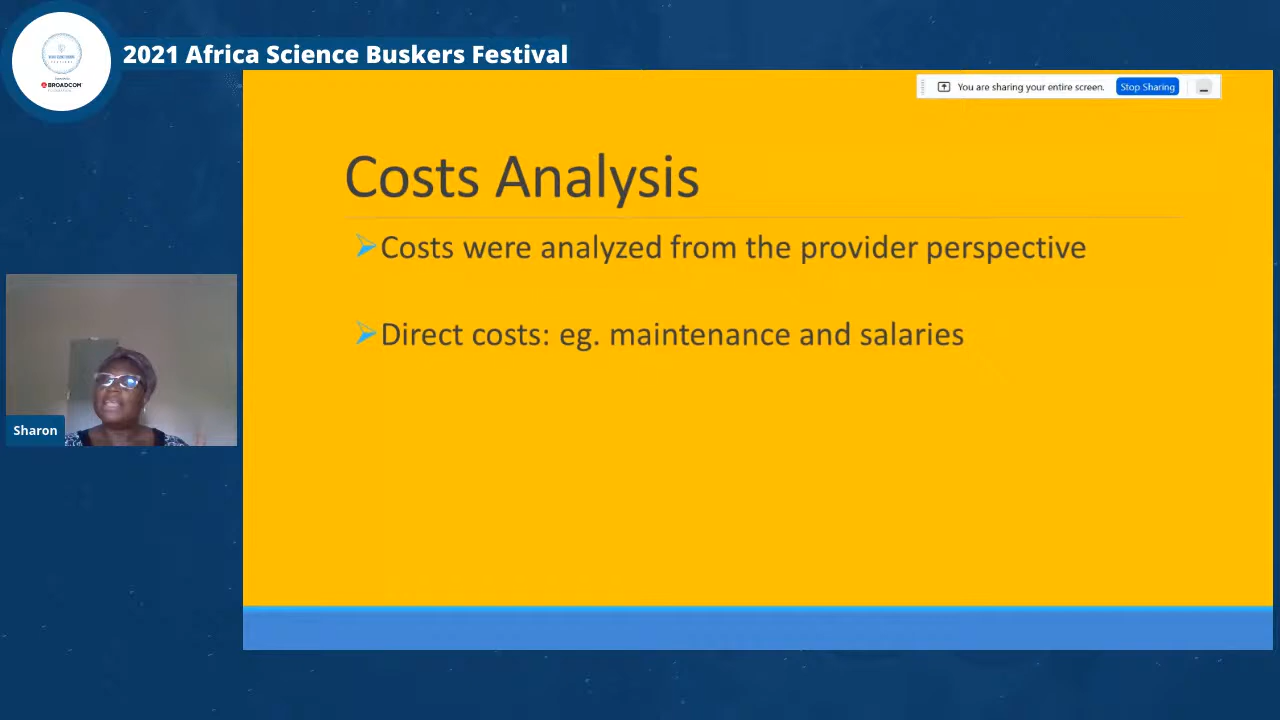 2021 Africa Science Buskers Festival
BROADCOM
You are sharing your entire screen.
Stop Sharing
Costs Analysis
Costs were analyzed from the provider perspective
Direct costs: eg. maintenance and salaries
Sharon